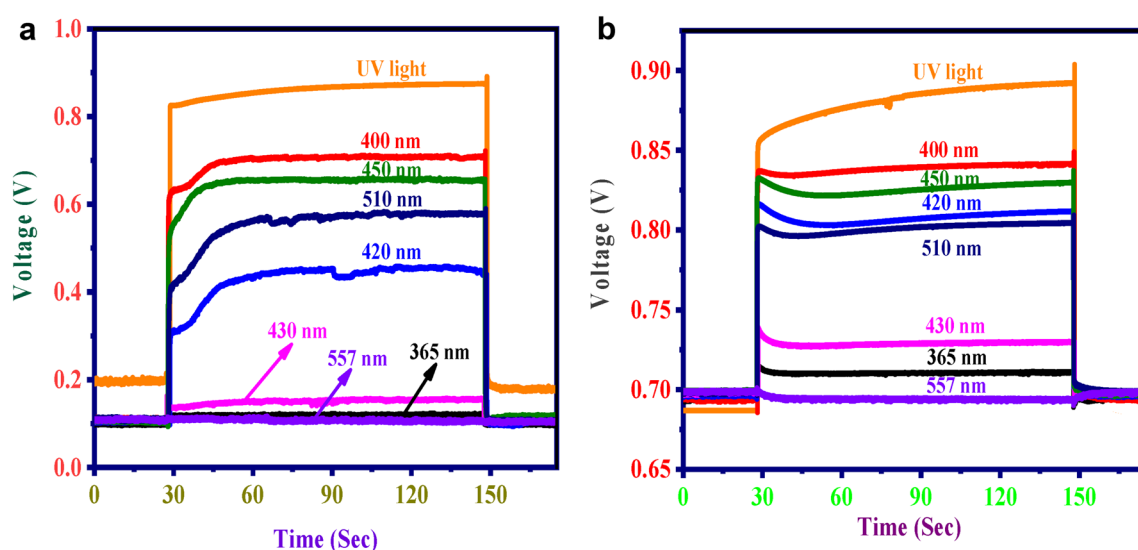 a
Voltage (V)
1.0
0.8
0.6
0.4
0.2
0.0
UV light
400 nm
450 nm
510 nm
420 nm
430 nm
557 nm
365 nm
0 30 60 90 120 150
Time (Sec)
b
Voltage (V)
0.90
0.85
0.80
0.75
0.70
0.65
UV light
400 nm
450 nm
420 nm
510 nm
430 nm
365 nm
557 nm
0 30 60 90 120 150
Time (Sec)